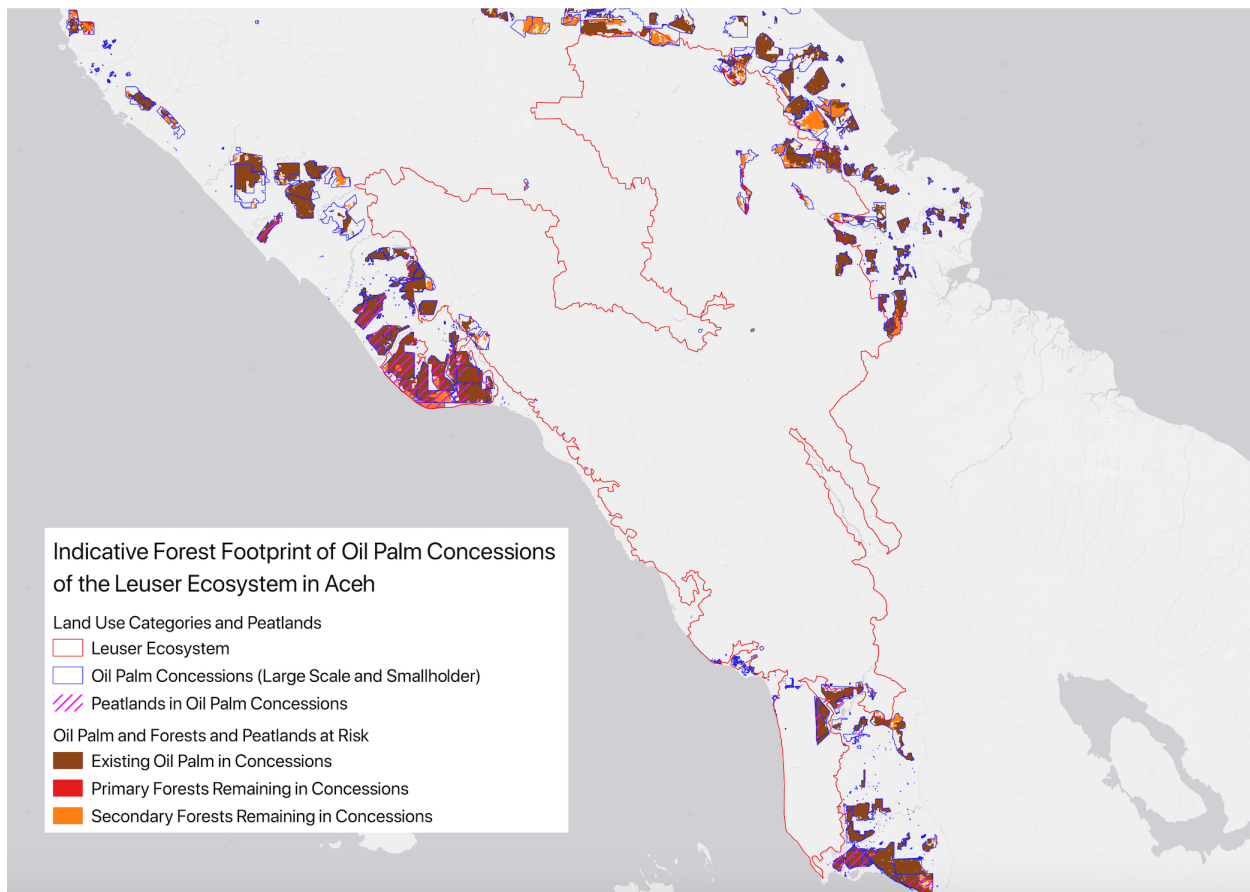 Indicative Forest Footprint of Oil Palm Concessions
of the Leuser Ecosystem in Aceh
Land Use Categories and Peatlands
Leuser Ecosystem
Oil Palm Concessions (Large Scale and Smallholder)
Peatlands in Oil Palm Concessions
Oil Palm and Forests and Peatlands at Risk
Existing Oil Palm in Concessions
Primary Forests Remaining in Concessions
Secondary Forests Remaining in Concessions